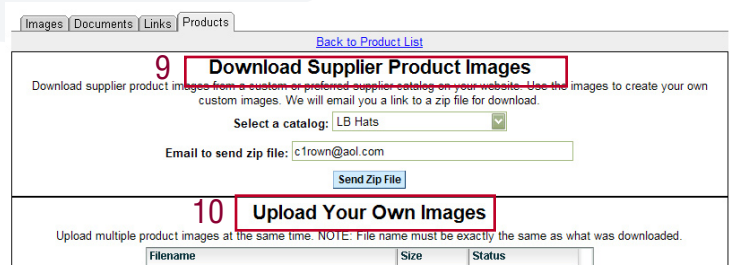 Images Documents Links Products
Back to Product List
9 Download Supplier Product Images
Download supplier product images from a custom or preferred supplier catalog on your website. Use the images to create your own
custom images. We will email you a link to a zip file for download.
Select a catalog: LB Hats
Email to send zip file: c1rown@aol.com
Send Zip File
10 Upload Your Own Images
Upload multiple product images at the same time. NOTE: File name must be exactly the same as what was downloaded.
Filename Size Status